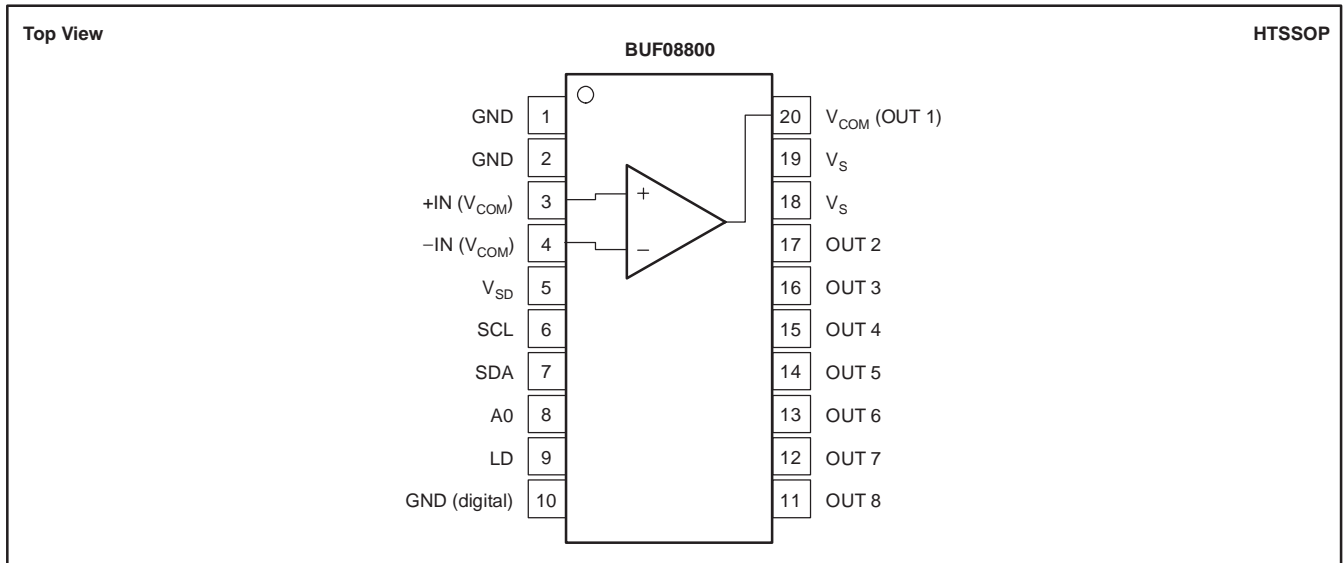 Top View
HTSSOP
BUF08800
GND 1
GND 2
+IN (V_COM) 3
−IN (V_COM) 4
V_SD 5
SCL 6
SDA 7
A0 8
LD 9
GND (digital) 10
+
−
20 V_COM (OUT 1)
19 V_S
18 V_S
17 OUT 2
16 OUT 3
15 OUT 4
14 OUT 5
13 OUT 6
12 OUT 7
11 OUT 8